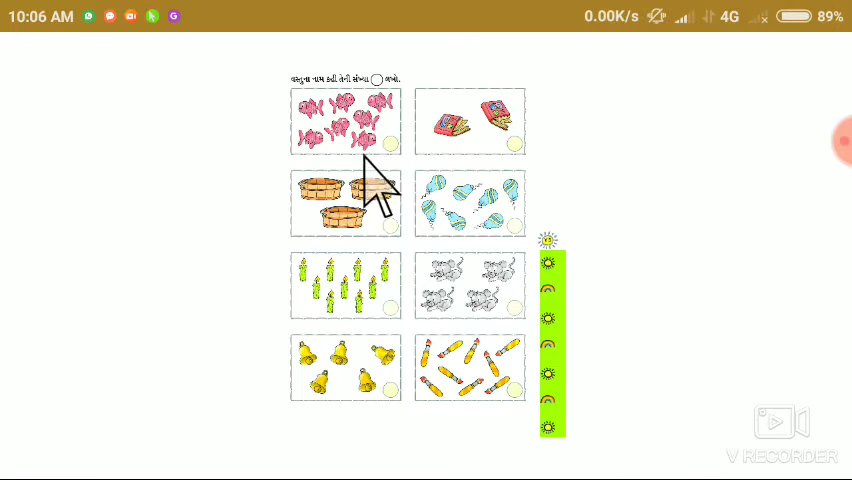 10:06 AM
0.00K/s 4G 89%
વસ્તુના નામ કહી તેની સંખ્યા ◯ લખો.
V RECORDER